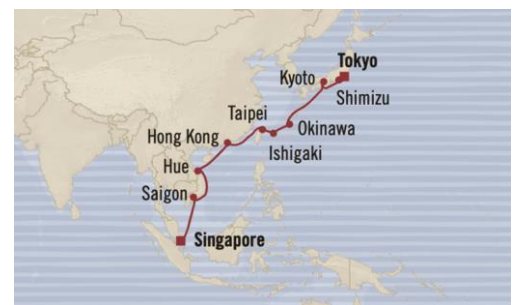 Tokyo
Kyoto
Shimizu
Taipei
Okinawa
Hong Kong
Ishigaki
Hue
Saigon
Singapore